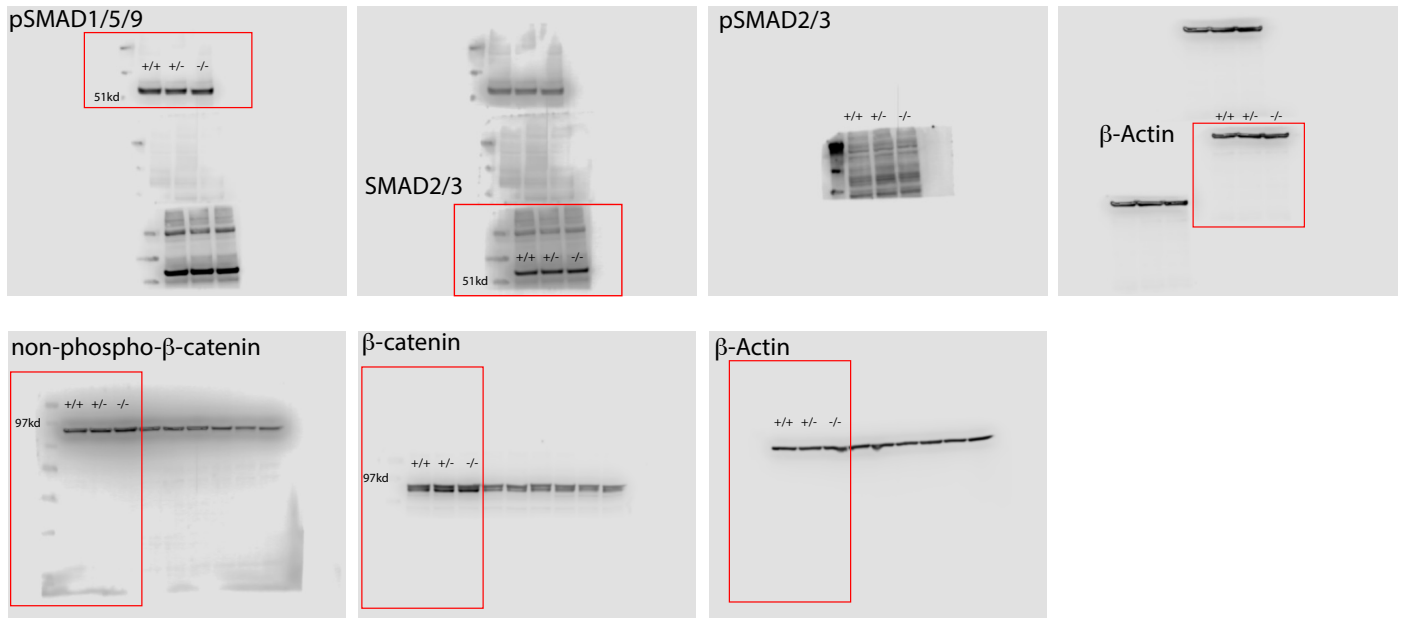 pSMAD1/5/9
+/+ +/- -/-
51kd
SMAD2/3
+/+ +/- -/-
51kd
pSMAD2/3
+/+ +/- -/-
β-Actin
+/+ +/- -/-
non-phospho-β-catenin
+/+ +/- -/-
97kd
β-catenin
+/+ +/- -/-
97kd
β-Actin
+/+ +/- -/-